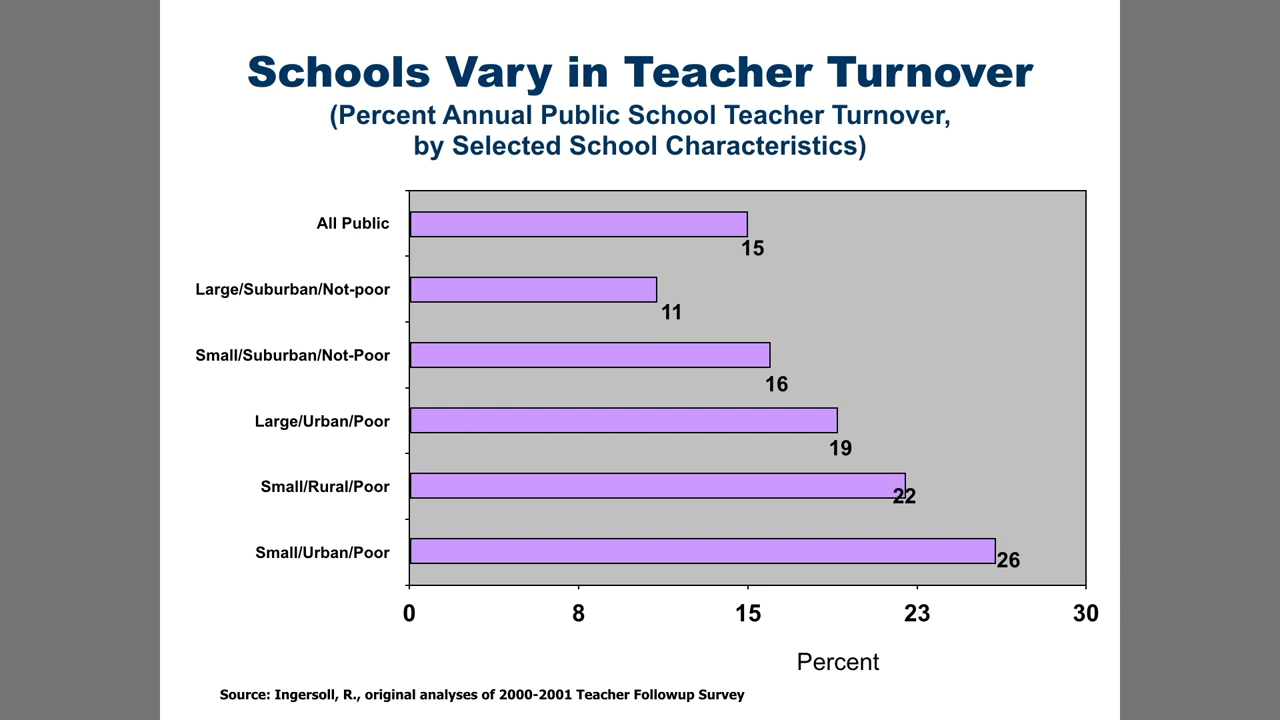 Schools Vary in Teacher Turnover
(Percent Annual Public School Teacher Turnover,
by Selected School Characteristics)
All Public
15
Large/Suburban/Not-poor
11
Small/Suburban/Not-Poor
16
Large/Urban/Poor
19
Small/Rural/Poor
22
Small/Urban/Poor
26
0 8 15 23 30
Percent
Source: Ingersoll, R., original analyses of 2000-2001 Teacher Followup Survey